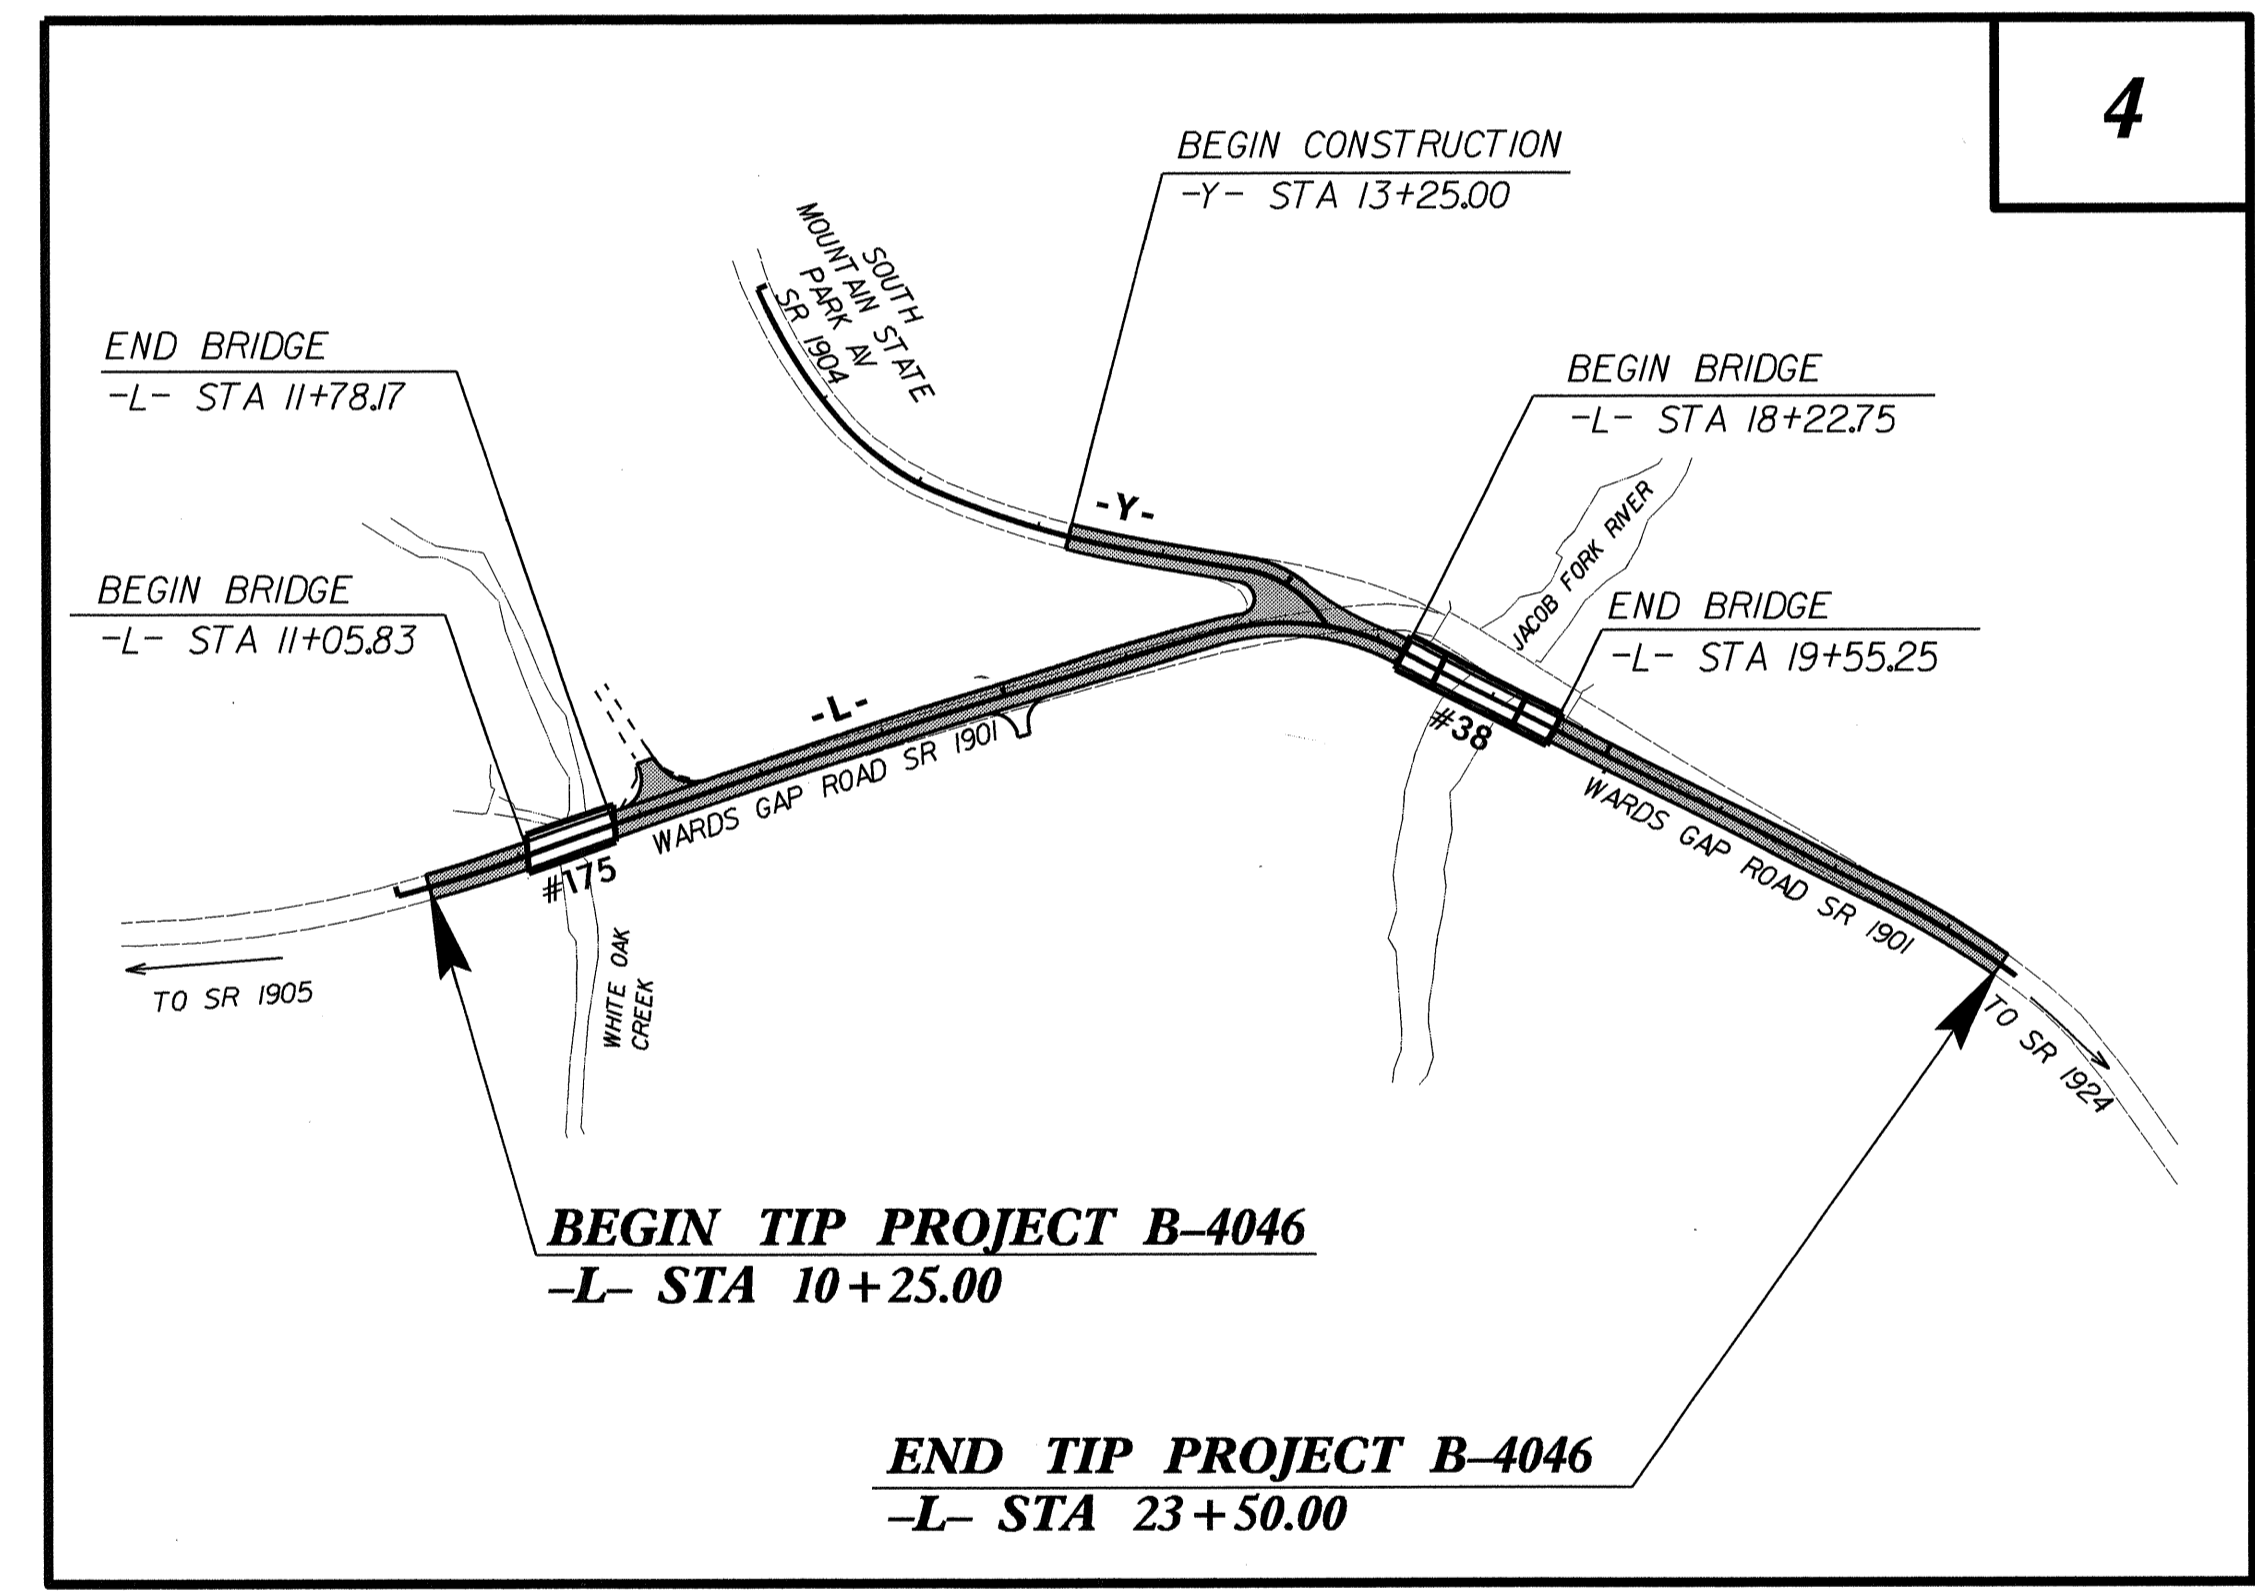 4
BEGIN CONSTRUCTION
-Y- STA 13+25.00
SOUTH
MOUNTAIN STATE
PARK AV
SR 1904
END BRIDGE
-L- STA 11+78.17
BEGIN BRIDGE
-L- STA 18+22.75
-Y-
JACOB FORK RIVER
BEGIN BRIDGE
-L- STA 11+05.83
END BRIDGE
-L- STA 19+55.25
-L-
#38
WARDS GAP ROAD SR 1901
WARDS GAP ROAD SR 1901
#175
WHITE OAK
CREEK
TO SR 1905
TO SR 1924
BEGIN TIP PROJECT B-4046
-L- STA 10+25.00
END TIP PROJECT B-4046
-L- STA 23+50.00